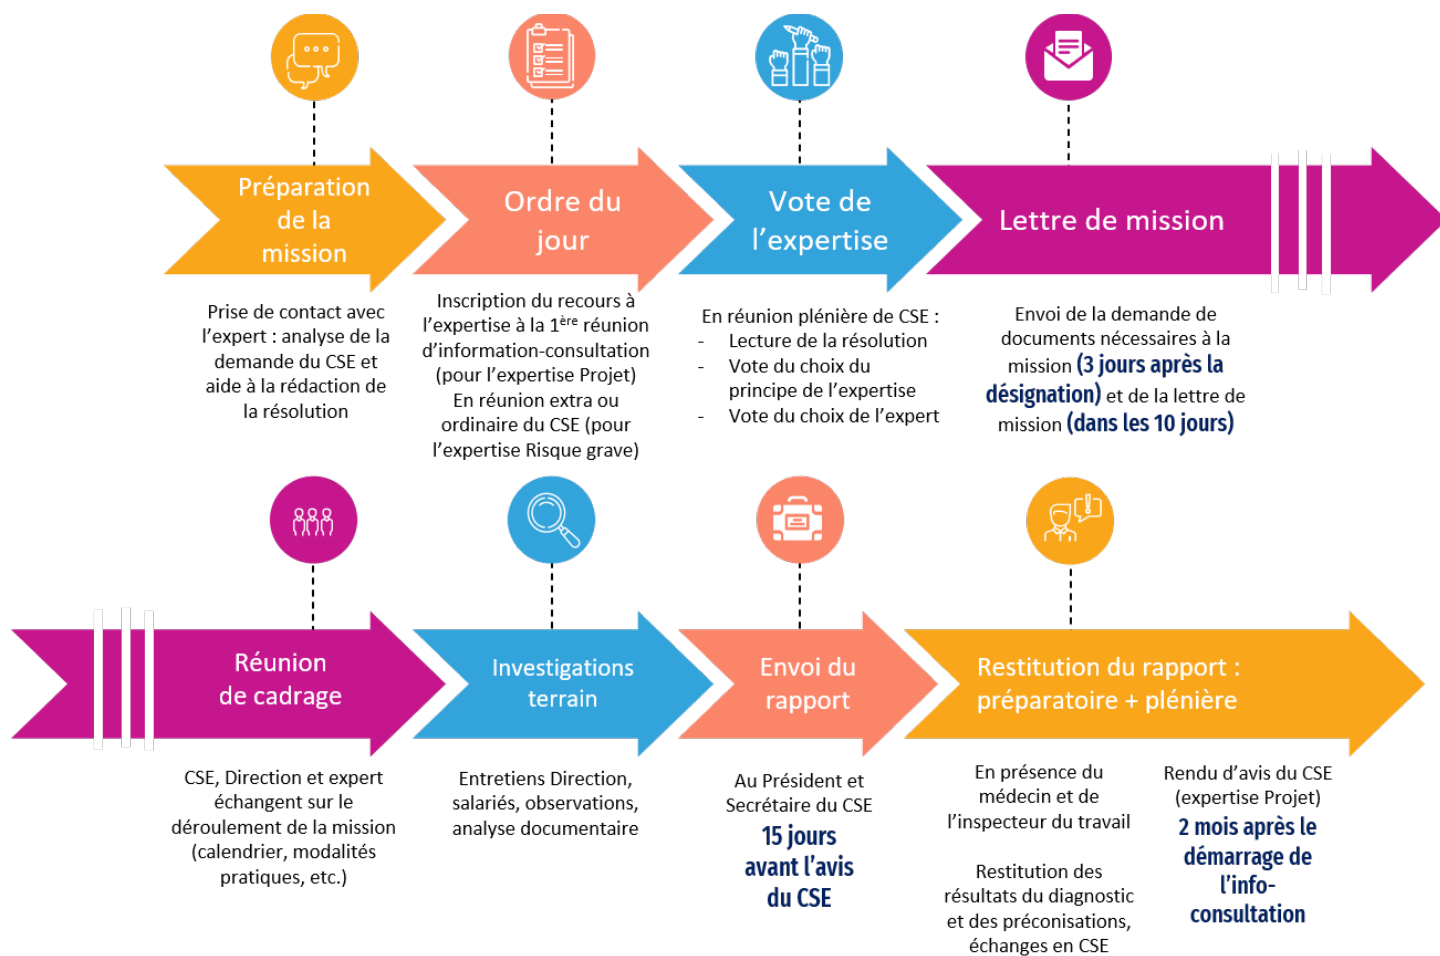 Préparation
de la
mission
Ordre du
jour
Vote de
l’expertise
Lettre de mission
Prise de contact avec
l’expert : analyse de la
demande du CSE et
aide à la rédaction de
la résolution
Inscription du recours à
l’expertise à la 1ère réunion
d’information-consultation
(pour l’expertise Projet)
En réunion extra ou
ordinaire du CSE (pour
l’expertise Risque grave)
En réunion plénière de CSE :
- Lecture de la résolution
- Vote du choix du
principe de l’expertise
- Vote du choix de l’expert
Envoi de la demande de
documents nécessaires à la
mission (3 jours après la
désignation) et de la lettre de
mission (dans les 10 jours)
Réunion
de cadrage
Investigations
terrain
Envoi du
rapport
Restitution du rapport :
préparatoire + plénière
CSE, Direction et expert
échangent sur le
déroulement de la mission
(calendrier, modalités
pratiques, etc.)
Entretiens Direction,
salariés, observations,
analyse documentaire
Au Président et
Secrétaire du CSE
15 jours
avant l’avis
du CSE
En présence du
médecin et de
l’inspecteur du travail
Restitution des
résultats du diagnostic
et des préconisations,
échanges en CSE
Rendu d’avis du CSE
(expertise Projet)
2 mois après le
démarrage de
l’info-
consultation